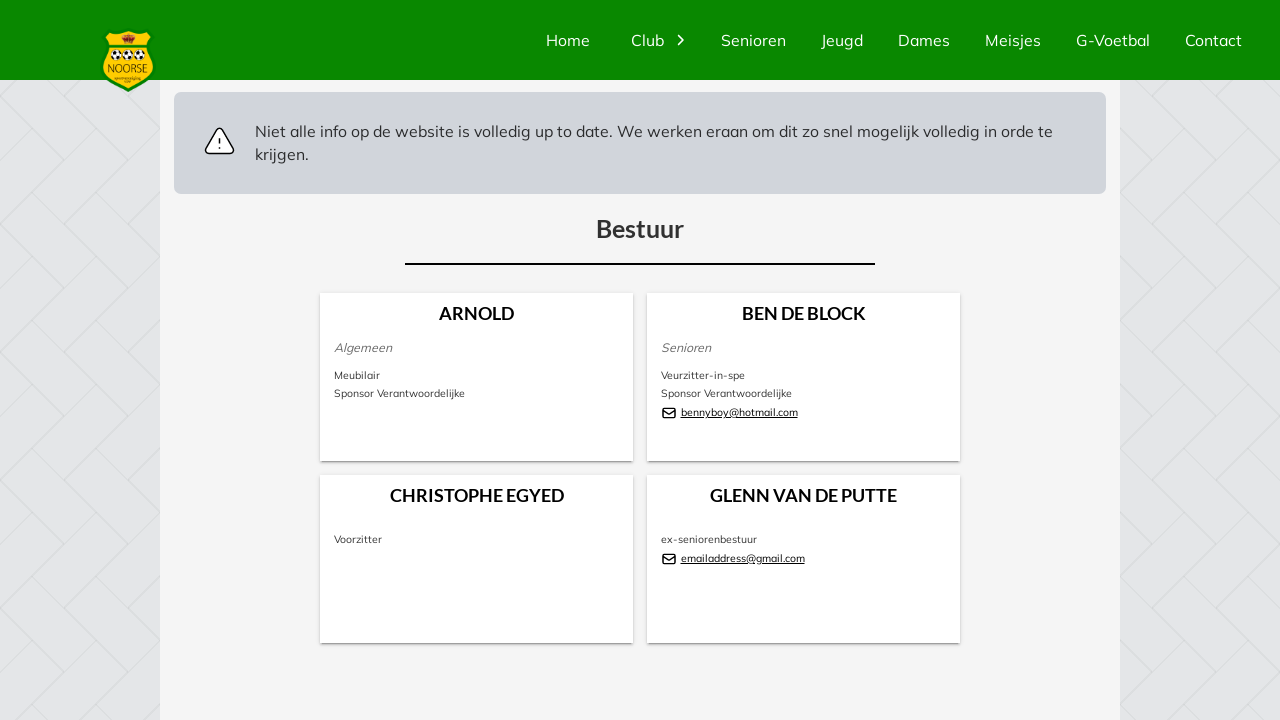 NOORSE
Home
Club
Senioren
Jeugd
Dames
Meisjes
G-Voetbal
Contact
Niet alle info op de website is volledig up to date. We werken eraan om dit zo snel mogelijk volledig in orde te
krijgen.
Bestuur
ARNOLD
Algemeen
Meubilair
Sponsor Verantwoordelijke
BEN DE BLOCK
Senioren
Veurzitter-in-spe
Sponsor Verantwoordelijke
bennyboy@hotmail.com
CHRISTOPHE EGYED
Voorzitter
GLENN VAN DE PUTTE
ex-seniorenbestuur
emailaddress@gmail.com